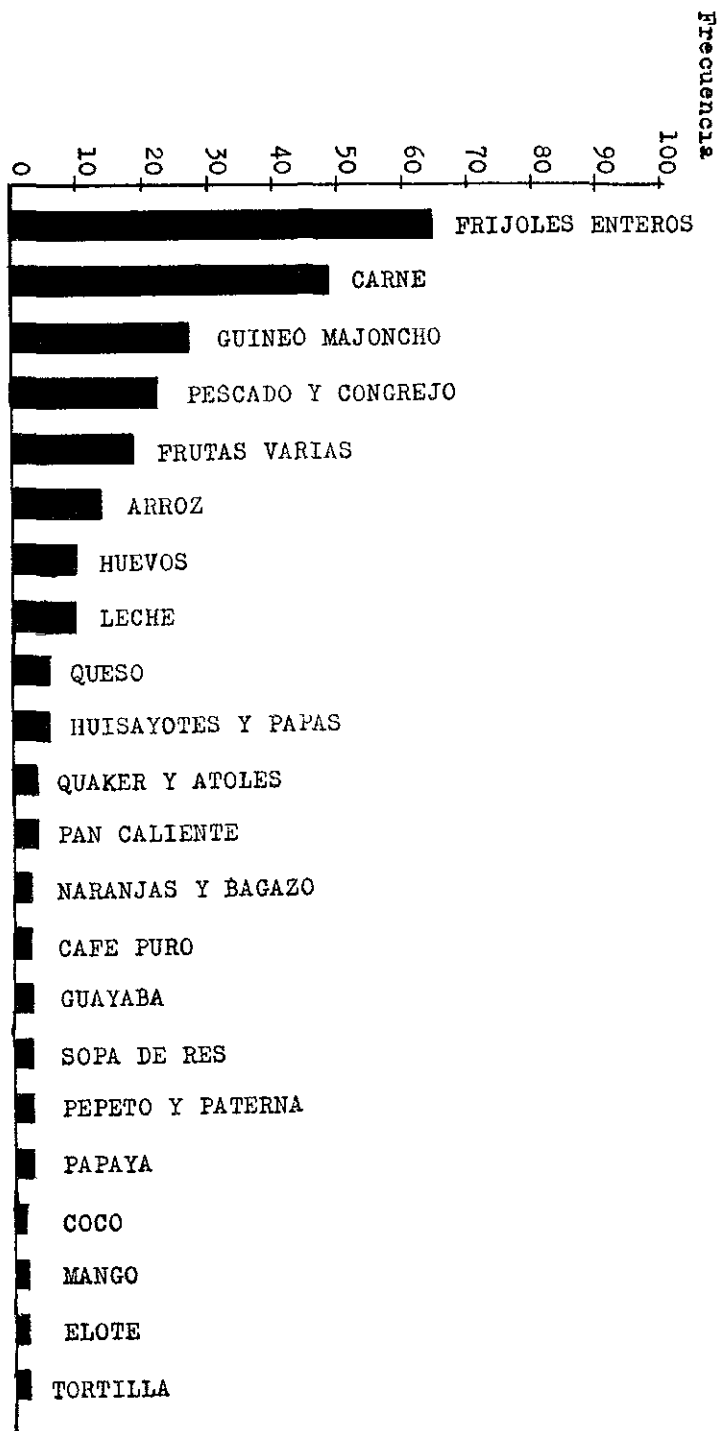 Frecuencia
0
10
20
30
40
50
60
70
80
90
100
FRIJOLES ENTEROS
CARNE
GUINEO MAJONCHO
PESCADO Y CONGREJO
FRUTAS VARIAS
ARROZ
HUEVOS
LECHE
QUESO
HUISAYOTES Y PAPAS
QUAKER Y ATOLES
PAN CALIENTE
NARANJAS Y BAGAZO
CAFE PURO
GUAYABA
SOPA DE RES
PEPETO Y PATERNA
PAPAYA
COCO
MANGO
ELOTE
TORTILLA